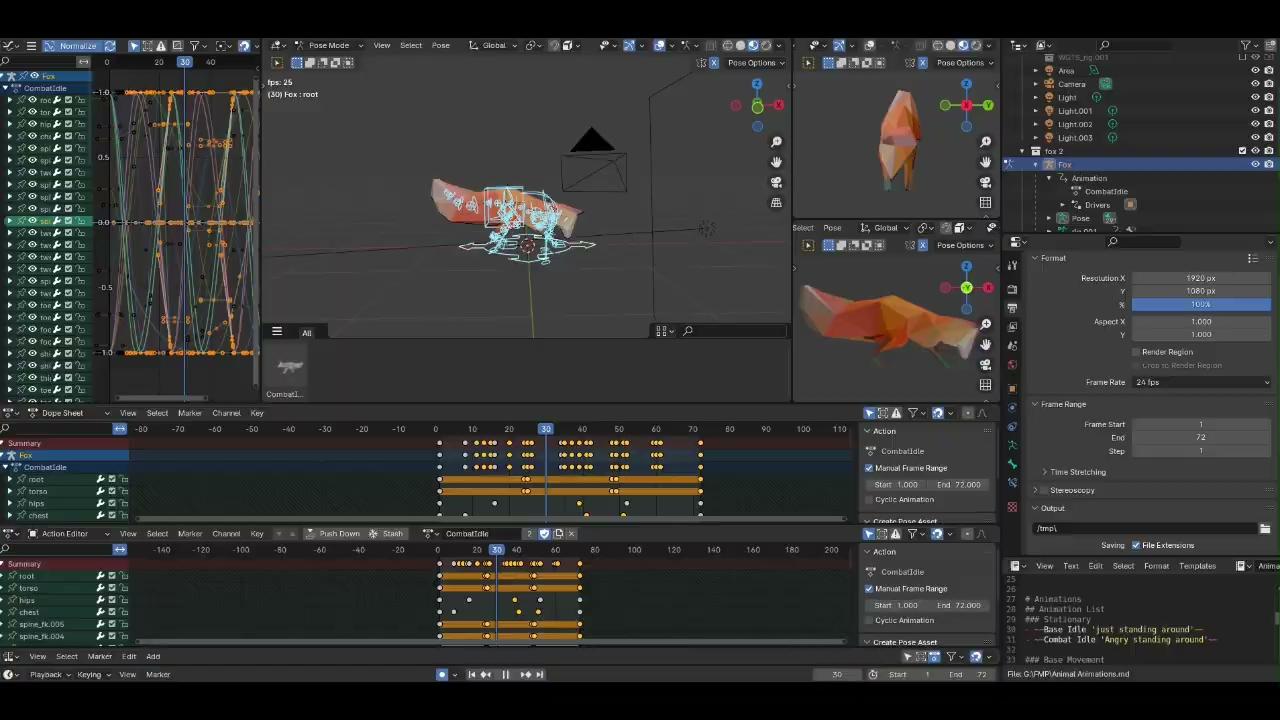 Normalize
Pose Mode
View
Select
Pose
Global
Pose Options
Pose Options
WGTS_rig.001
Area
Camera
Light
Light.001
Light.002
Light.003
fox 2
Fox
Animation
CombatIdle
Drivers
Pose
0
20
30
40
Fox
CombatIdle
1.0
0.5
0.0
-0.5
-1.0
fps: 25
(30) Fox : root
All
CombatI...
Select
Pose
Global
Pose Options
Format
Resolution X
1920 px
Y
1080 px
%
100%
Aspect X
1.000
Y
1.000
Render Region
Crop to Render Region
Frame Rate
24 fps
Frame Range
Frame Start
1
End
72
Step
1
Time Stretching
Stereoscopy
Output
/tmp\
Saving
File Extensions
Dope Sheet
View
Select
Marker
Channel
Key
-80 -70 -60 -50 -40 -30 -20 -10 0 10 20 30 40 50 60 70 80 90 100 110
Summary
Fox
CombatIdle
root
torso
hips
chest
Action
CombatIdle
Manual Frame Range
Start 1.000 End 72.000
Cyclic Animation
Create Pose Asset
Action Editor
View
Select
Marker
Channel
Key
Push Down
Stash
CombatIdle
2
-140 -120 -100 -80 -60 -40 -20 0 20 30 40 60 80 100 120 140 160 180 200
Summary
root
torso
hips
chest
spine_fk.005
spine_fk.004
Action
CombatIdle
Manual Frame Range
Start 1.000 End 72.000
Cyclic Animation
Create Pose Asset
View
Select
Marker
Edit
Add
Playback
Keying
View
Marker
30
Start 1
End 72
View
Text
Edit
Select
Format
Templates
Anima
25
26
27 # Animations
28 ## Animation List
29 ### Stationary
30 - ~~Base Idle 'just standing around'~~
31 - ~~Combat Idle 'Angry standing around'~~
32
33 ### Base Movement
File: G:\FMP\Animal Animations.md